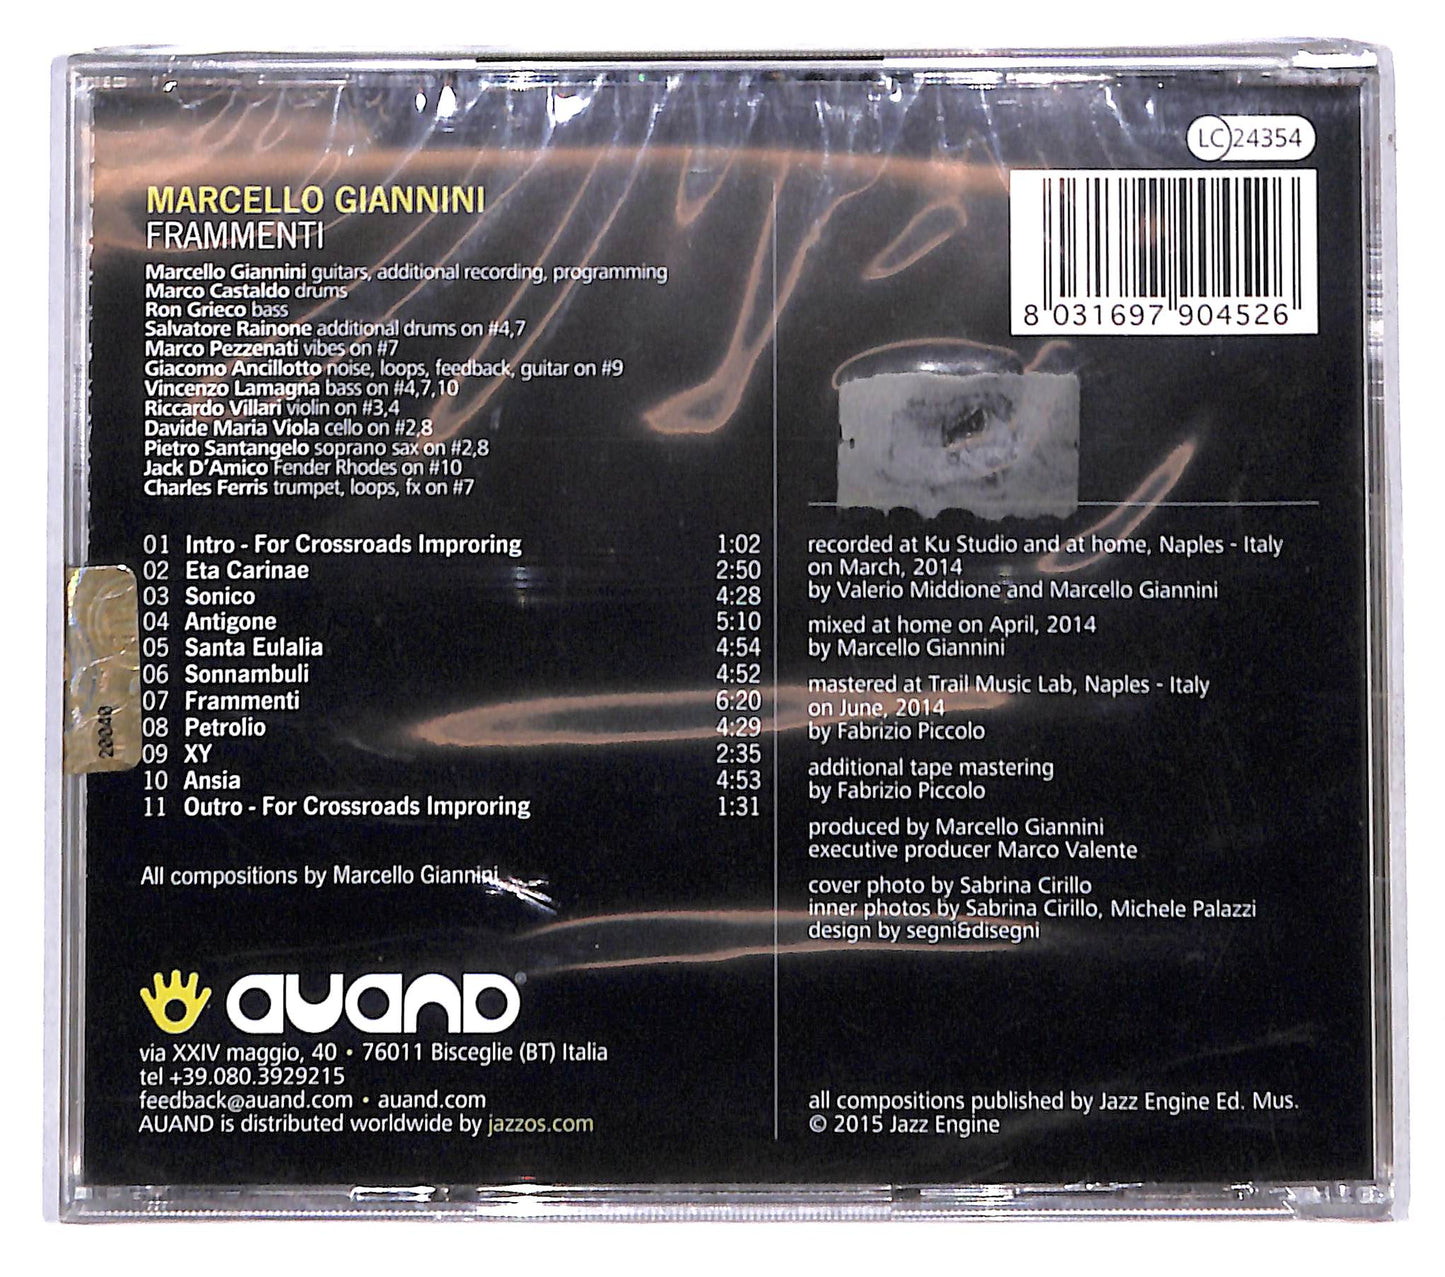 MARCELLO GIANNINI
FRAMMENTI
Marcello Giannini guitars, additional recording, programming
Marco Castaldo drums
Ron Grieco bass
Salvatore Rainone additional drums on #4,7
Marco Pezzenati vibes on #7
Giacomo Ancillotto noise, loops, feedback, guitar on #9
Vincenzo Lamagna bass on #4,7,10
Riccardo Villari violin on #3,4
Davide Maria Viola cello on #2,8
Pietro Santangelo soprano sax on #2,8
Jack D'Amico Fender Rhodes on #10
Charles Ferris trumpet, loops, fx on #7
01 Intro - For Crossroads Improring 1:02
02 Eta Carinae 2:50
03 Sonico 4:28
04 Antigone 5:10
05 Santa Eulalia 4:54
06 Sonnambuli 4:52
07 Frammenti 6:20
08 Petrolio 4:29
09 XY 2:35
10 Ansia 4:53
11 Outro - For Crossroads Improring 1:31
All compositions by Marcello Giannini
AUAND®
via XXIV maggio, 40 • 76011 Bisceglie (BT) Italia
tel +39.080.3929215
feedback@auand.com • auand.com
AUAND is distributed worldwide by jazzos.com
LC 24354
8 031697 904526
recorded at Ku Studio and at home, Naples - Italy
on March, 2014
by Valerio Middione and Marcello Giannini
mixed at home on April, 2014
by Marcello Giannini
mastered at Trail Music Lab, Naples - Italy
on June, 2014
by Fabrizio Piccolo
additional tape mastering
by Fabrizio Piccolo
produced by Marcello Giannini
executive producer Marco Valente
cover photo by Sabrina Cirillo
inner photos by Sabrina Cirillo, Michele Palazzi
design by segni&disegni
all compositions published by Jazz Engine Ed. Mus.
© 2015 Jazz Engine
20040